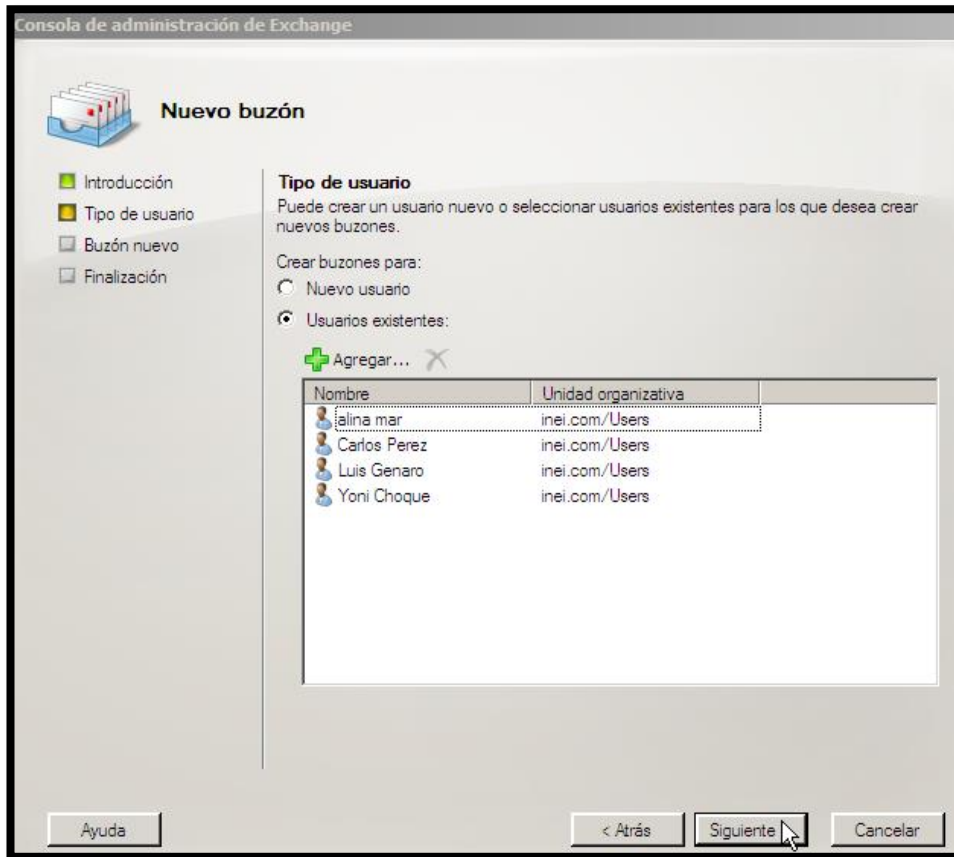 Consola de administración de Exchange
Nuevo buzón
Introducción
Tipo de usuario
Buzón nuevo
Finalización
Tipo de usuario
Puede crear un usuario nuevo o seleccionar usuarios existentes para los que desea crear
nuevos buzones.
Crear buzones para:
Nuevo usuario
Usuarios existentes:
Agregar...
Nombre Unidad organizativa
alina mar inei.com/Users
Carlos Perez inei.com/Users
Luis Genaro inei.com/Users
Yoni Choque inei.com/Users
Ayuda < Atrás Siguiente Cancelar